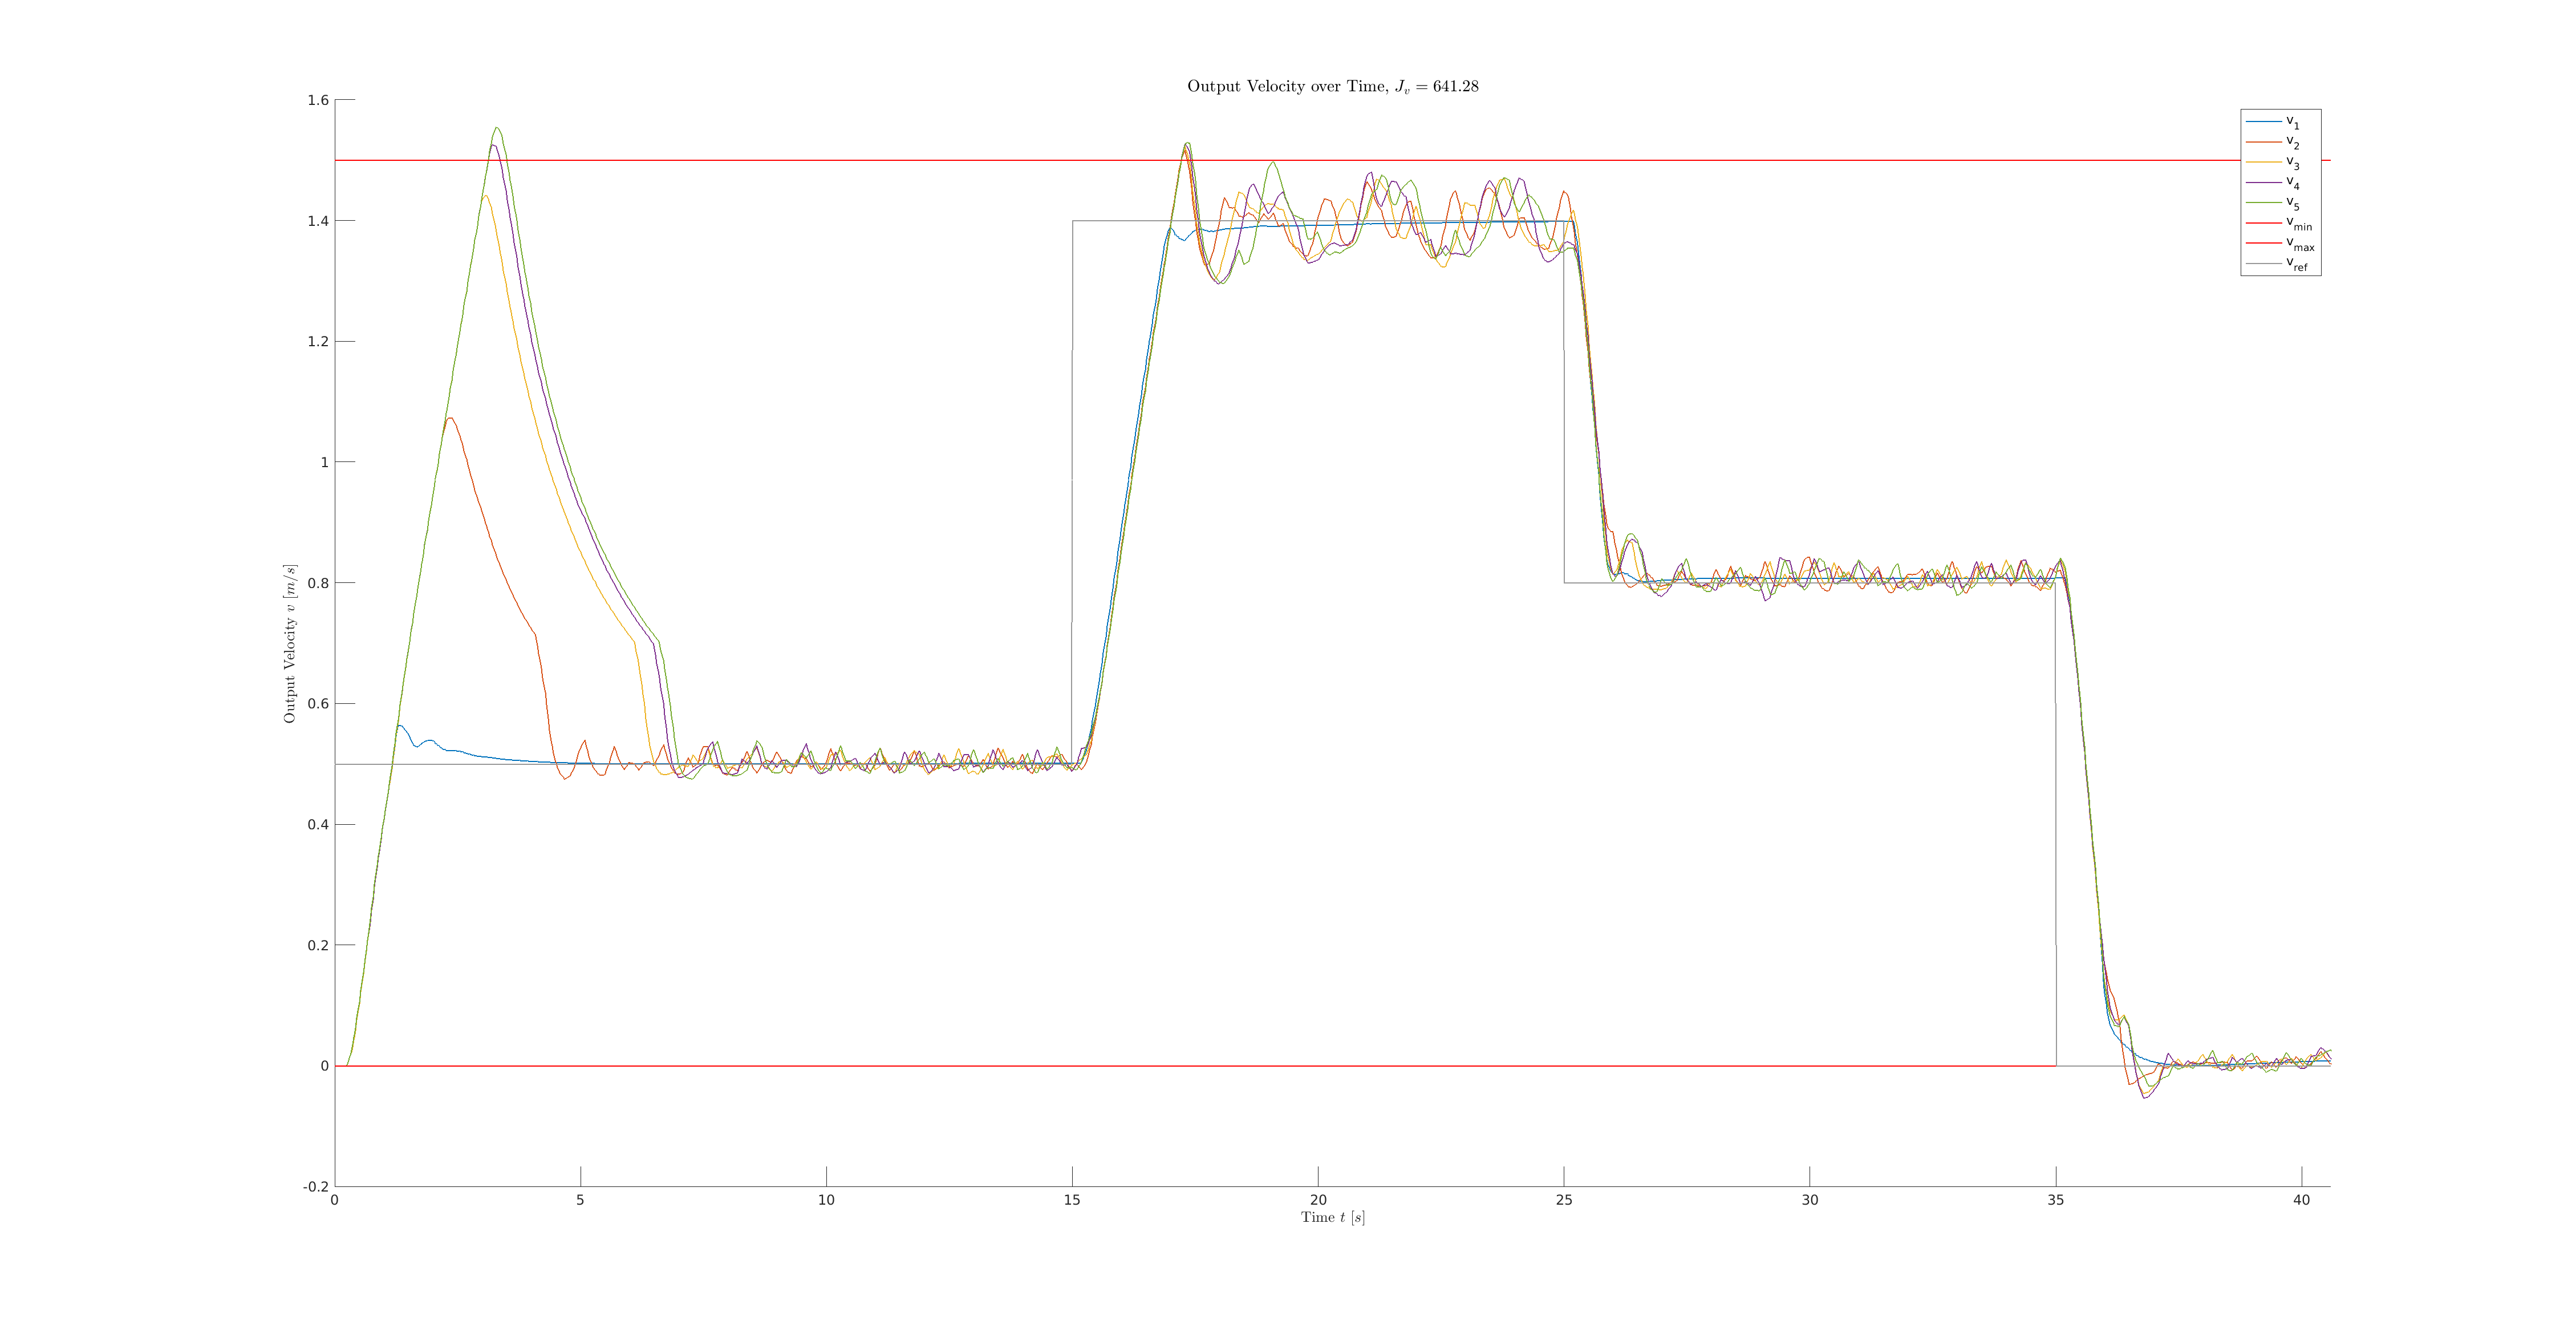 Output Velocity over Time, J_v = 641.28
1.6
1.4
1.2
1
0.8
0.6
0.4
0.2
0
-0.2
Output Velocity v [m/s]
0 5 10 15 20 25 30 35 40
Time t [s]
v_1
v_2
v_3
v_4
v_5
v_min
v_max
v_ref